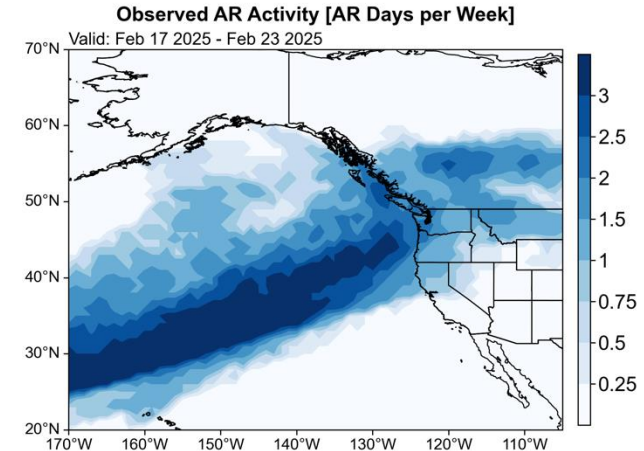 Observed AR Activity [AR Days per Week]
Valid: Feb 17 2025 - Feb 23 2025
70°N
60°N
50°N
40°N
30°N
20°N
170°W 160°W 150°W 140°W 130°W 120°W 110°W
3
2.5
2
1.5
1
0.75
0.5
0.25